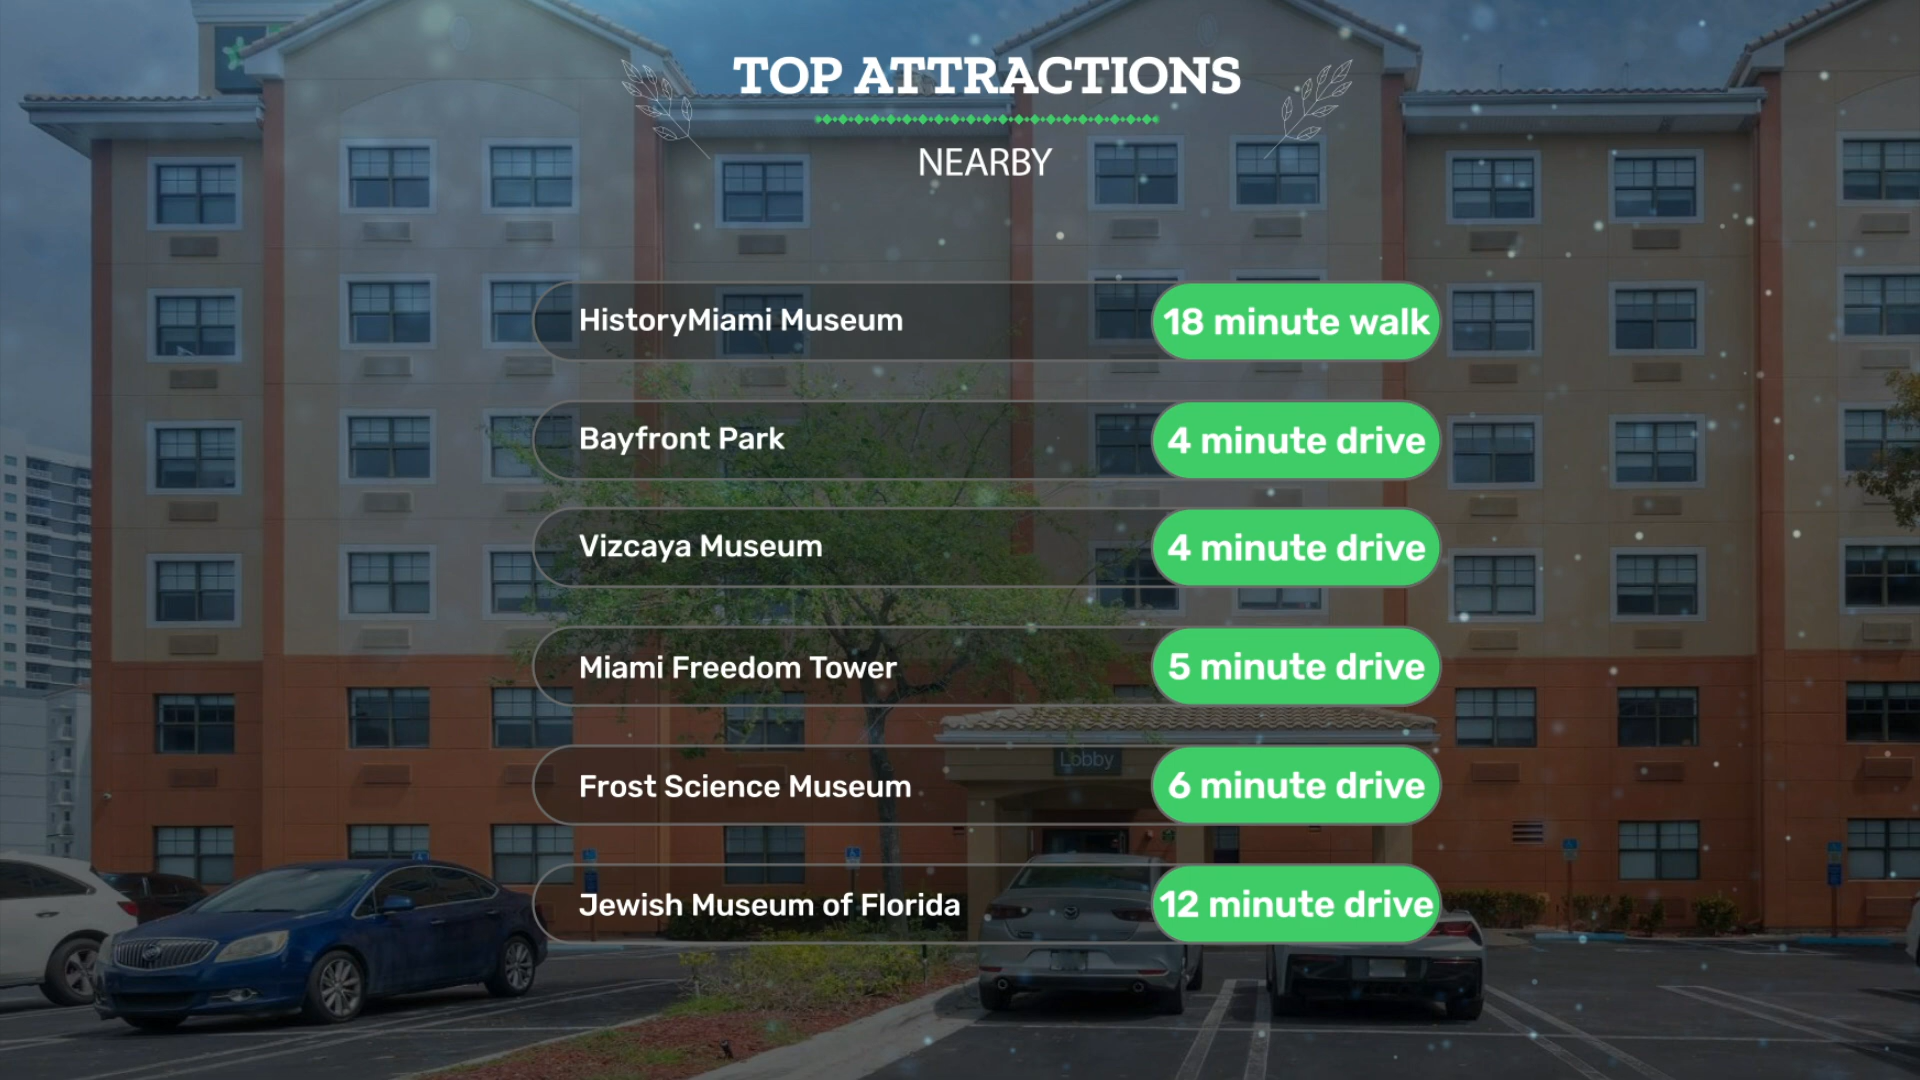 TOP ATTRACTIONS
NEARBY
HistoryMiami Museum 18 minute walk
Bayfront Park 4 minute drive
Vizcaya Museum 4 minute drive
Miami Freedom Tower 5 minute drive
Lobby
Frost Science Museum 6 minute drive
Jewish Museum of Florida 12 minute drive